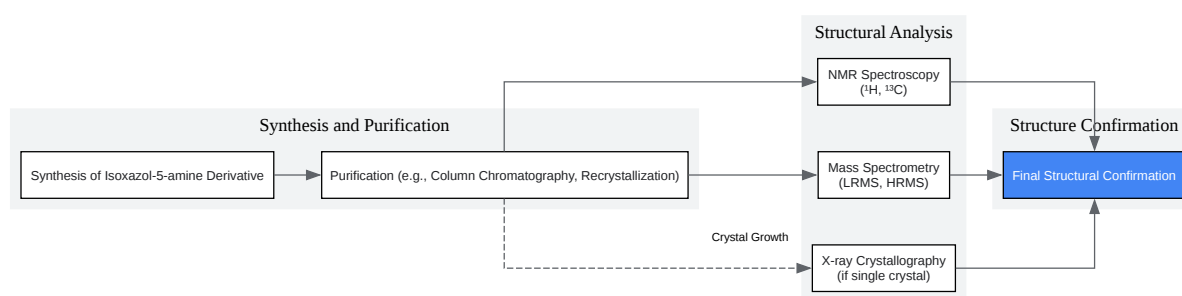 Structural Analysis
NMR Spectroscopy
(¹H, ¹³C)
Synthesis and Purification
Structure Confirmation
Synthesis of Isoxazol-5-amine Derivative
Purification (e.g., Column Chromatography, Recrystallization)
Mass Spectrometry
(LRMS, HRMS)
Final Structural Confirmation
Crystal Growth
X-ray Crystallography
(if single crystal)